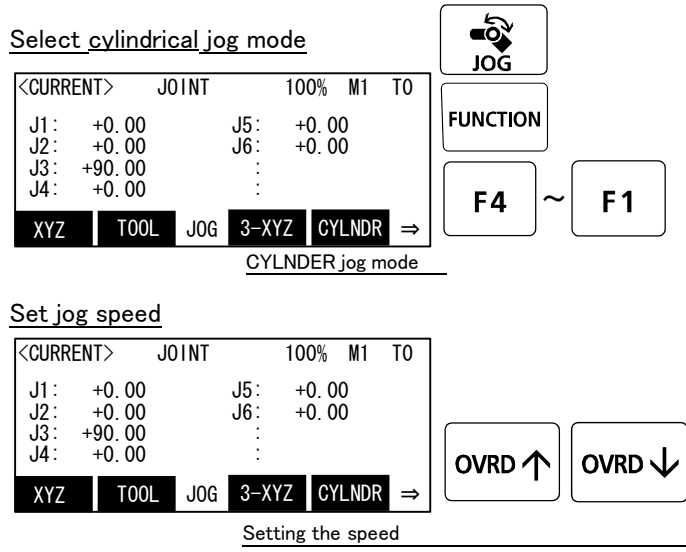 Select cylindrical jog mode
JOG
<CURRENT> JOINT 100% M1 T0
J1: +0.00 J5: +0.00
J2: +0.00 J6: +0.00
J3: +90.00 :
J4: +0.00 :
XYZ TOOL JOG 3-XYZ CYLNDR ⇒
FUNCTION
F4 ~ F1
CYLNDER jog mode
Set jog speed
<CURRENT> JOINT 100% M1 T0
J1: +0.00 J5: +0.00
J2: +0.00 J6: +0.00
J3: +90.00 :
J4: +0.00 :
XYZ TOOL JOG 3-XYZ CYLNDR ⇒
OVRD ↑ OVRD ↓
Setting the speed